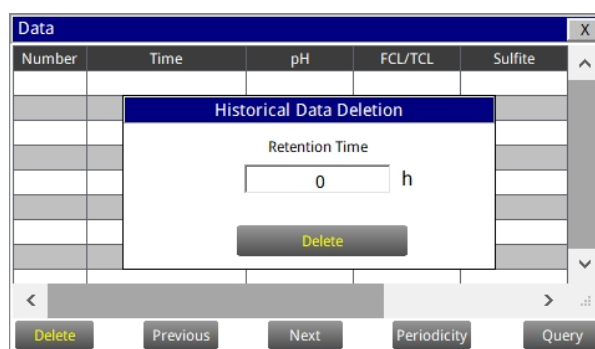 Data X
Number Time pH FCL/TCL Sulfite
Historical Data Deletion
Retention Time
0 h
Delete
Delete Previous Next Periodicity Query